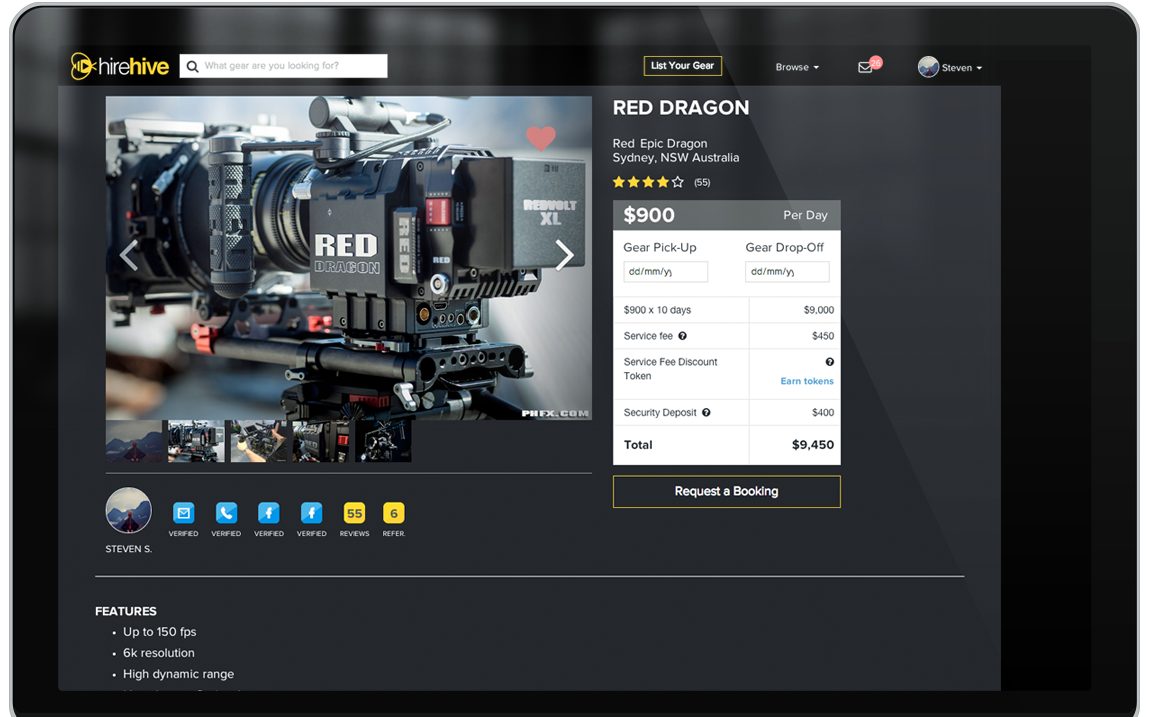 hirehive
What gear are you looking for?
List Your Gear
Browse
26
Steven
RED DRAGON
Red Epic Dragon
Sydney, NSW Australia
(55)
$900 Per Day
Gear Pick-Up Gear Drop-Off
dd/mm/yy dd/mm/yy
$900 x 10 days $9,000
Service fee ? $450
Service Fee Discount ?
Token
Earn tokens
Security Deposit ? $400
Total $9,450
Request a Booking
REDVOLT
XL
RED
DRAGON
RED
RED
PHFX.COM
55 6
VERIFIED VERIFIED VERIFIED VERIFIED REVIEWS REFER.
STEVEN S.
FEATURES
• Up to 150 fps
• 6k resolution
• High dynamic range